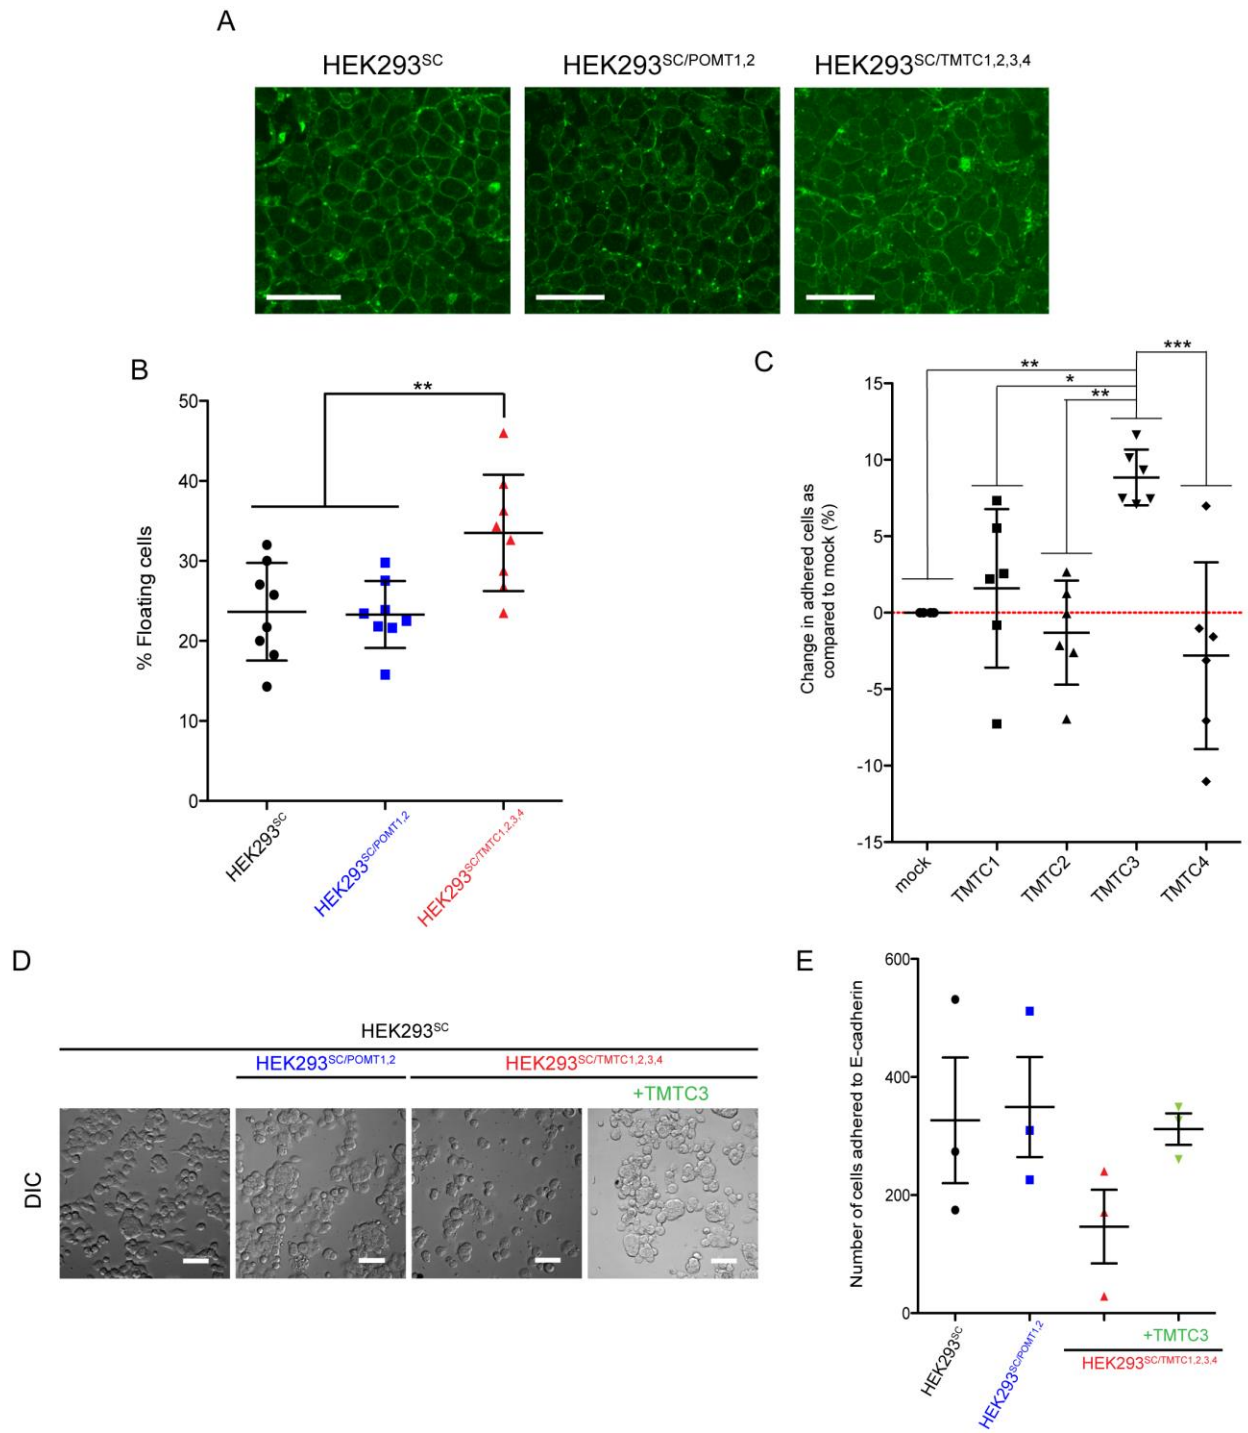 A
HEK293SC
HEK293SC/POMT1,2
HEK293SC/TMTC1,2,3,4
B
**
50
40
30
20
10
0
% Floating cells
HEK293SC
HEK293SC/POMT1,2
HEK293SC/TMTC1,2,3,4
C
***
**
*
**
15
10
5
0
-5
-10
-15
Change in adhered cells as
compared to mock (%)
mock
TMTC1
TMTC2
TMTC3
TMTC4
D
HEK293SC
HEK293SC/POMT1,2
HEK293SC/TMTC1,2,3,4
+TMTC3
DIC
E
600
400
200
0
Number of cells adhered to E-cadherin
HEK293SC
HEK293SC/POMT1,2
+TMTC3
HEK293SC/TMTC1,2,3,4